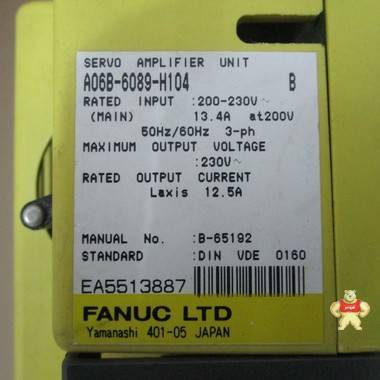 SERVO AMPLIFIER UNIT
A06B-6089-H104 B
RATED INPUT :200-230V~
(MAIN) 13.4A at200V
50Hz/60Hz 3-ph
MAXIMUM OUTPUT VOLTAGE
:230V~
RATED OUTPUT CURRENT
Laxis 12.5A
MANUAL No. :B-65192
STANDARD :DIN VDE 0160
EA5513887
FANUC LTD
Yamanashi 401-05 JAPAN